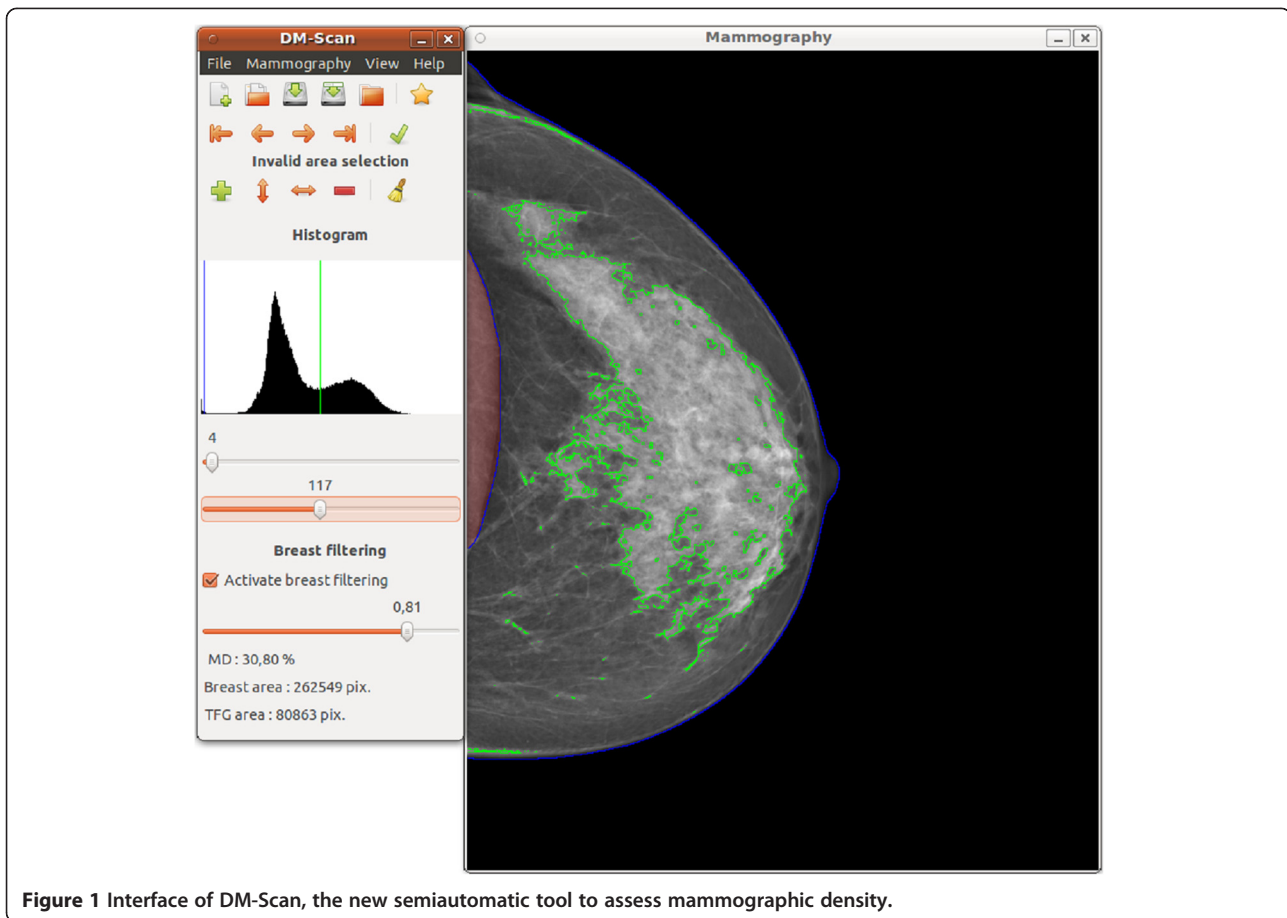 DM-Scan
File Mammography View Help
Invalid area selection
Histogram
4
117
Breast filtering
Activate breast filtering
0,81
MD : 30,80 %
Breast area : 262549 pix.
TFG area : 80863 pix.
Mammography
Figure 1 Interface of DM-Scan, the new semiautomatic tool to assess mammographic density.